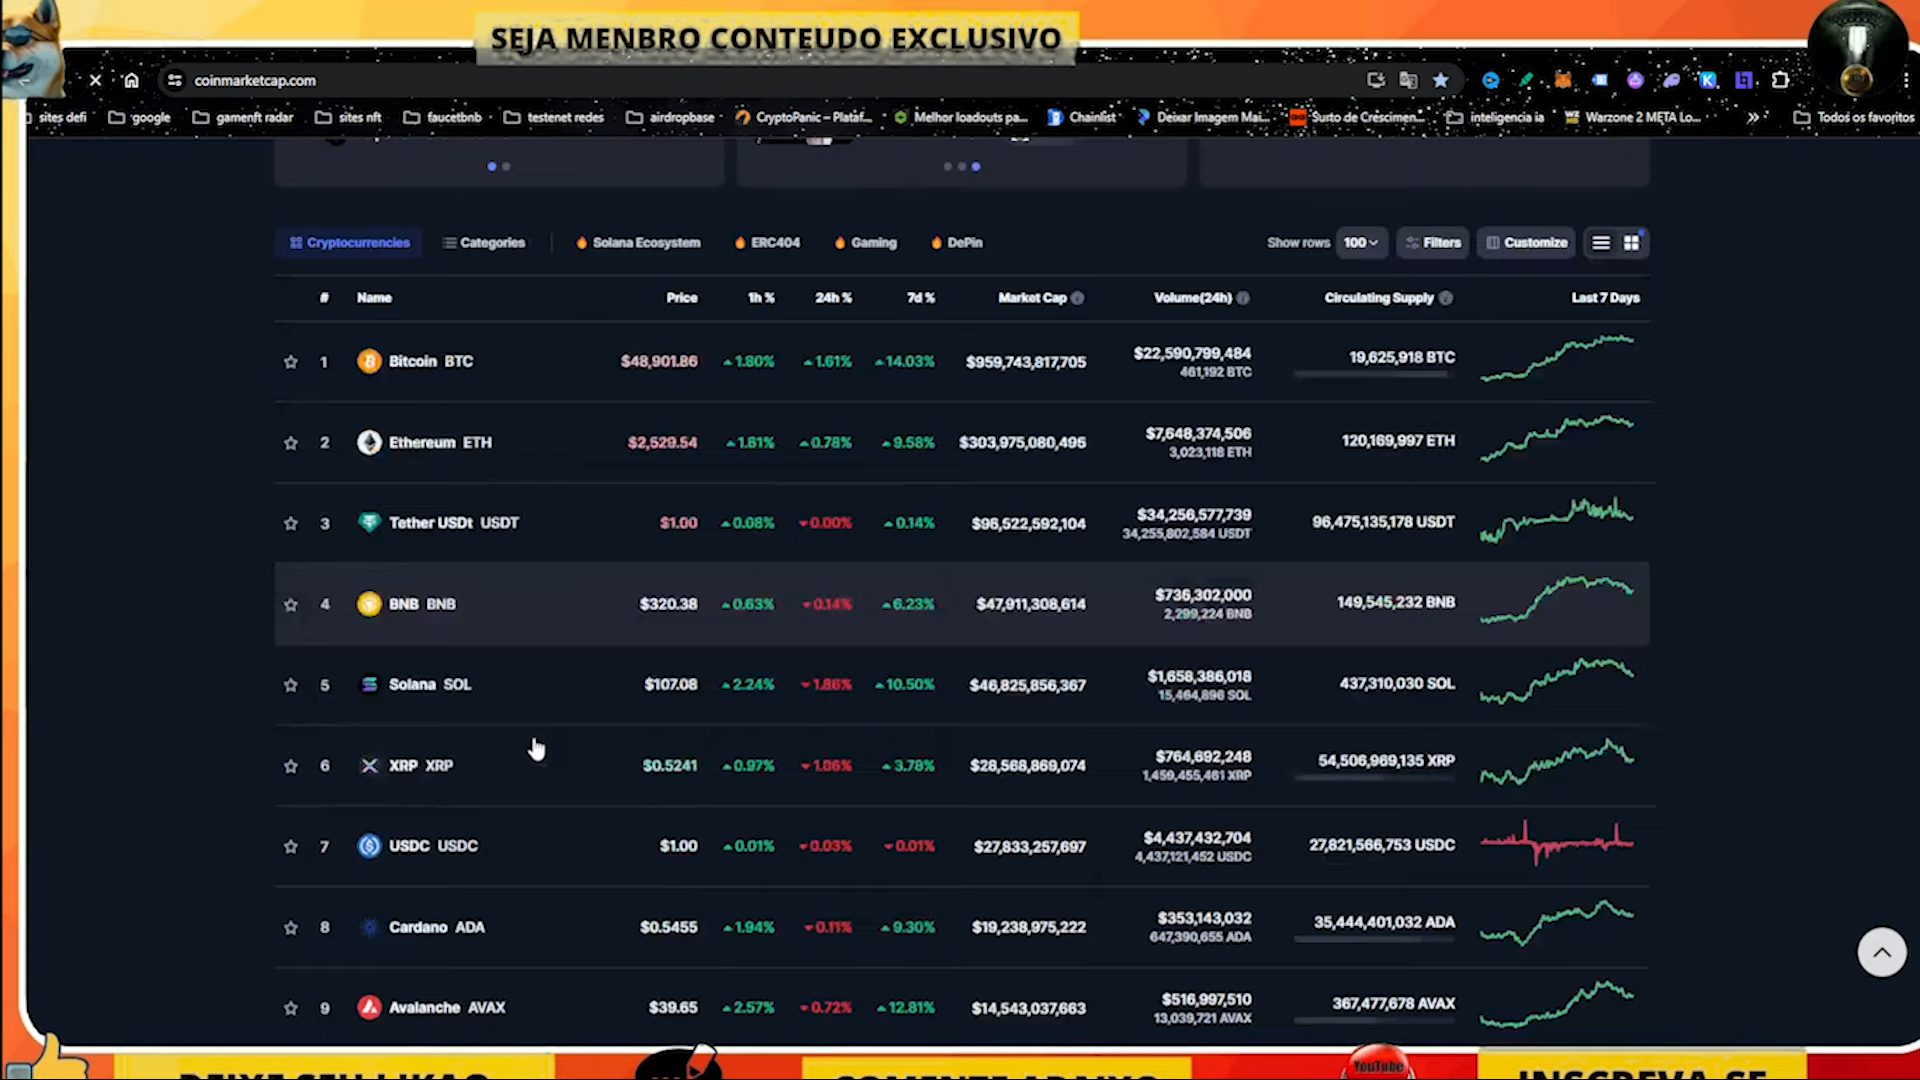 SEJA MENBRO CONTEUDO EXCLUSIVO
coinmarketcap.com
sites defi google gamenft radar sites nft faucetbnb testenet redes airdropbase CryptoPanic – Plataf... Melhor loadouts pa... Chainlist Deixar Imagem Mai... Surto de Crescimen... inteligencia ia Warzone 2 META Lo... » Todos os favoritos
Cryptocurrencies Categories Solana Ecosystem ERC404 Gaming DePin Show rows 100 Filters Customize
# Name Price 1h % 24h % 7d % Market Cap Volume(24h) Circulating Supply Last 7 Days
1 Bitcoin BTC $48,901.86 1.80% 1.61% 14.03% $959,743,817,705 $22,590,799,484 19,625,918 BTC
461,192 BTC
2 Ethereum ETH $2,529.54 1.61% 0.78% 9.58% $303,975,080,495 $7,648,374,506 120,169,997 ETH
3,023,118 ETH
3 Tether USDt USDT $1.00 0.08% 0.00% 0.14% $96,522,592,104 $34,256,577,739 96,475,135,178 USDT
34,255,802,584 USDT
4 BNB BNB $320.38 0.63% 0.14% 6.23% $47,911,308,614 $736,302,000 149,545,232 BNB
2,299,224 BNB
5 Solana SOL $107.08 2.24% 1.86% 10.50% $46,825,856,367 $1,658,386,018 437,310,030 SOL
15,464,896 SOL
6 XRP XRP $0.5241 0.97% 1.06% 3.78% $28,568,869,074 $764,692,248 54,506,969,135 XRP
1,459,455,461 XRP
7 USDC USDC $1.00 0.01% 0.03% 0.01% $27,833,257,697 $4,437,432,704 27,821,566,753 USDC
4,437,121,452 USDC
8 Cardano ADA $0.5455 1.94% 0.11% 9.30% $19,238,975,222 $353,143,032 35,444,401,032 ADA
647,390,655 ADA
9 Avalanche AVAX $39.65 2.57% 0.72% 12.81% $14,543,037,663 $516,997,510 367,477,678 AVAX
13,039,721 AVAX
YouTube
DEIXE SEU LIKAO COMENTE ABAIXO INSCREVA-SE